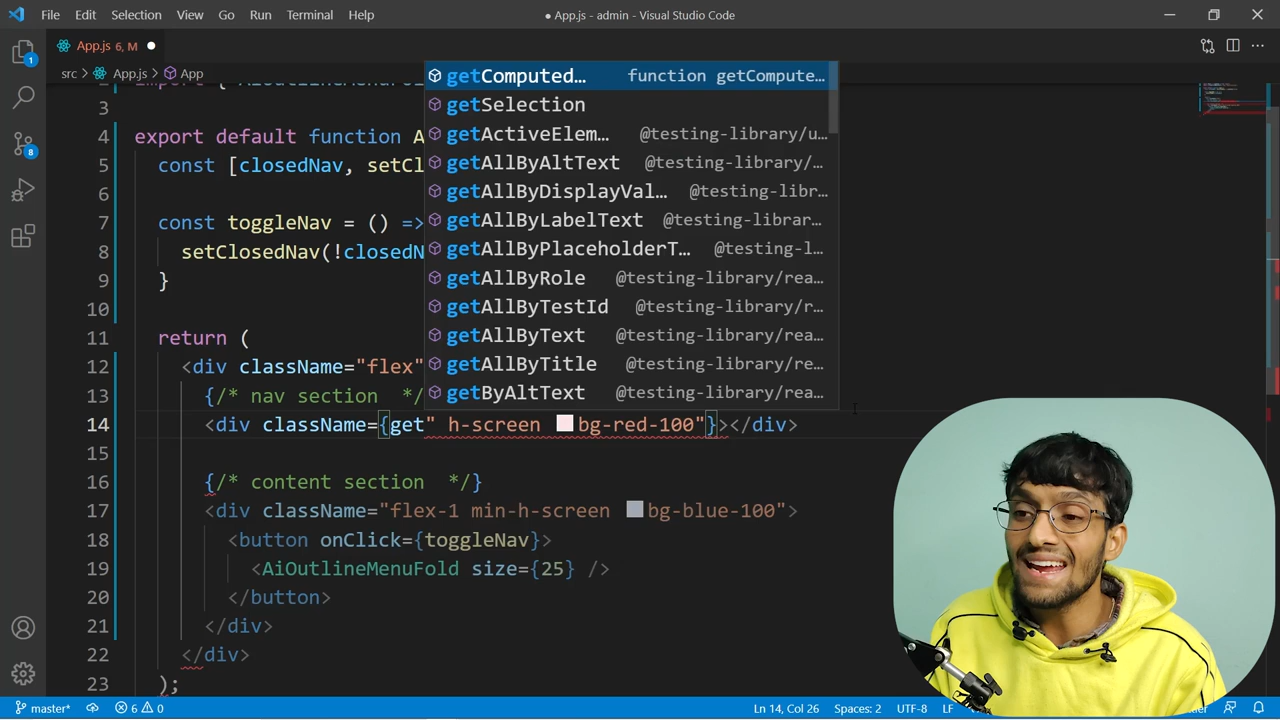 File Edit Selection View Go Run Terminal Help
● App.js - admin - Visual Studio Code
App.js 6, M
src > App.js > App
3
4 export default function A
5 const [closedNav, setCl
6
7 const toggleNav = () =>
8 setClosedNav(!closedN
9 }
10
11 return (
12 <div className="flex"
13 {/* nav section */
14 <div className={get" h-screen bg-red-100"}></div>
15
16 {/* content section */}
17 <div className="flex-1 min-h-screen bg-blue-100">
18 <button onClick={toggleNav}>
19 <AiOutlineMenuFold size={25} />
20 </button>
21 </div>
22 </div>
23 );
getComputed… function getCompute…
getSelection
getActiveElem… @testing-library/u…
getAllByAltText @testing-library/…
getAllByDisplayVal… @testing-libr…
getAllByLabelText @testing-librar…
getAllByPlaceholderT… @testing-l…
getAllByRole @testing-library/rea…
getAllByTestId @testing-library/r…
getAllByText @testing-library/rea…
getAllByTitle @testing-library/re…
getByAltText @testing-library/rea…
1
8
master* 6 0
Ln 14, Col 26 Spaces: 2 UTF-8 LF